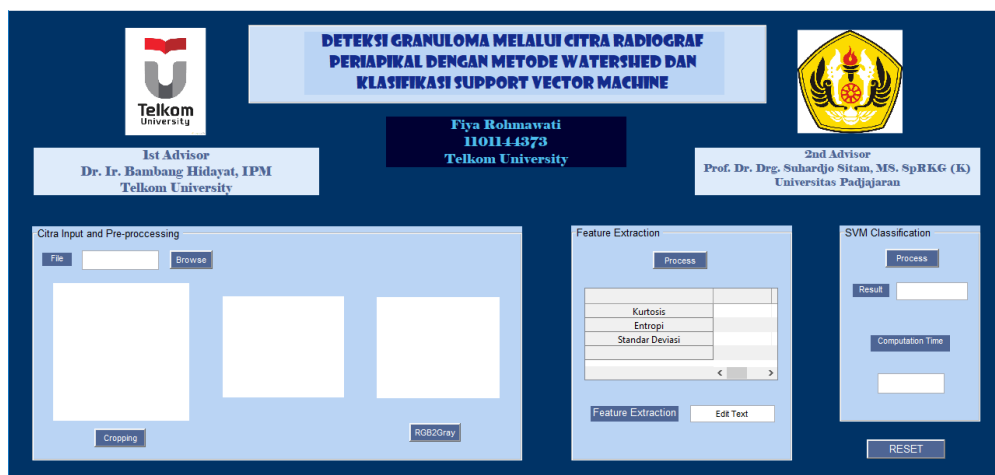 DETEKSI GRANULOMA MELALUI CITRA RADIOGRAF
PERIAPIKAL DENGAN METODE WATERSHED DAN
KLASIFIKASI SUPPORT VECTOR MACHINE
Telkom
University
Fiya Rohmawati
1101144373
Telkom University
1st Advisor
Dr. Ir. Bambang Hidayat, IPM
Telkom University
2nd Advisor
Prof. Dr. Drg. Suhardjo Sitam, MS. SpRKG (K)
Universitas Padjajaran
Citra Input and Pre-proccessing
File
Browse
Cropping
RGB2Gray
Feature Extraction
Process
Kurtosis
Entropi
Standar Deviasi
Feature Extraction
Edit Text
SVM Classification
Process
Result
Computation Time
RESET